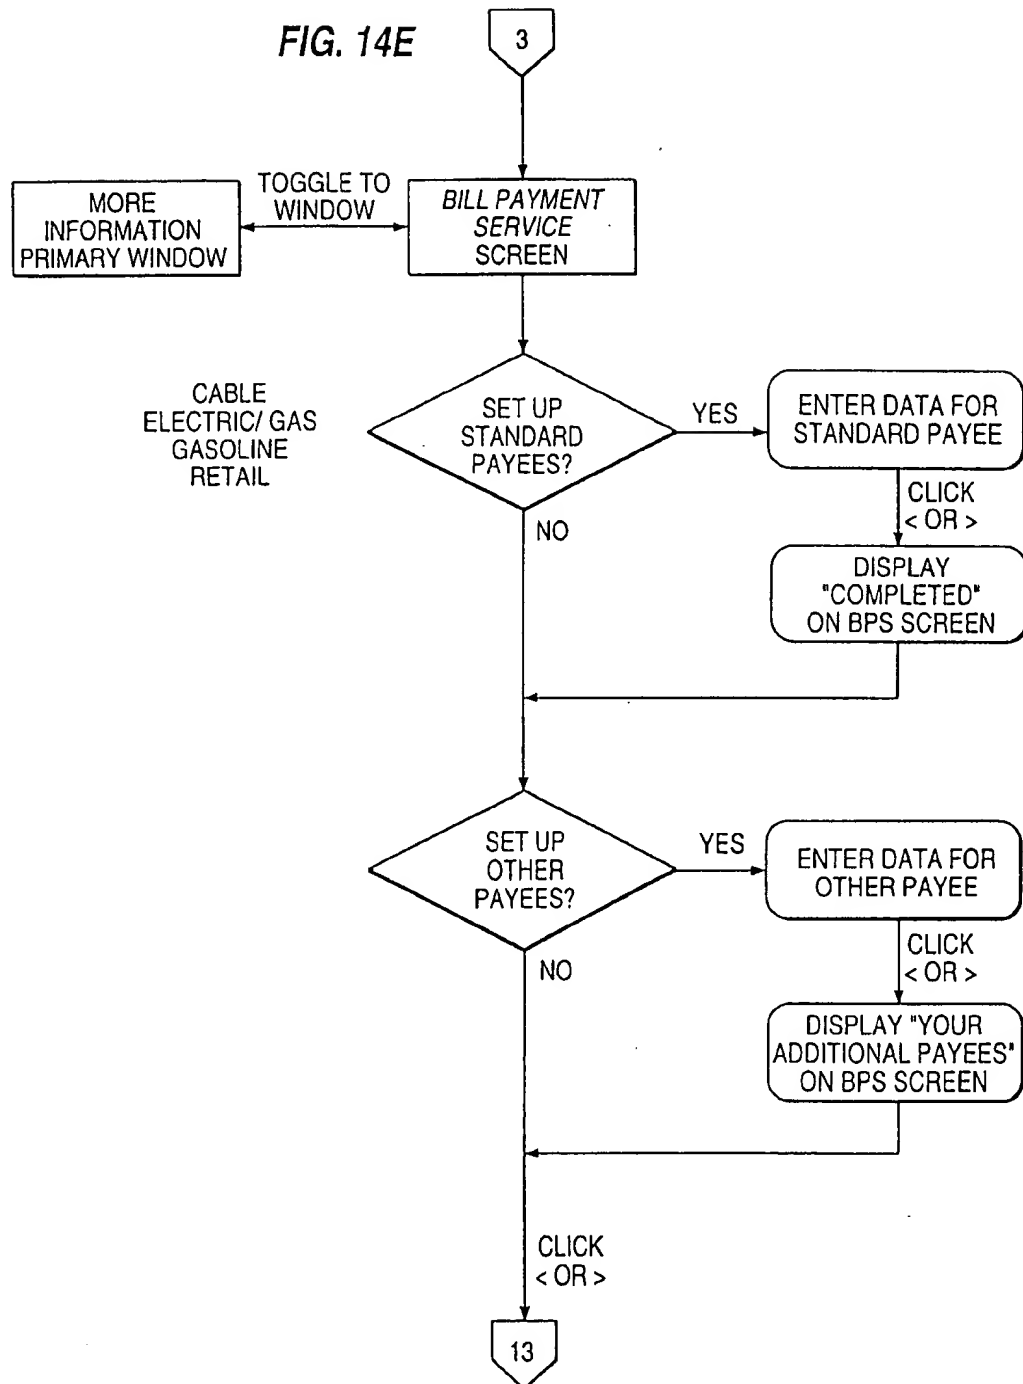 FIG. 14E
3
MORE
INFORMATION
PRIMARY WINDOW
TOGGLE TO
WINDOW
BILL PAYMENT
SERVICE
SCREEN
CABLE
ELECTRIC/ GAS
GASOLINE
RETAIL
SET UP
STANDARD
PAYEES?
YES
ENTER DATA FOR
STANDARD PAYEE
NO
CLICK
< OR >
DISPLAY
"COMPLETED"
ON BPS SCREEN
SET UP
OTHER
PAYEES?
YES
ENTER DATA FOR
OTHER PAYEE
NO
CLICK
< OR >
DISPLAY "YOUR
ADDITIONAL PAYEES"
ON BPS SCREEN
CLICK
< OR >
13